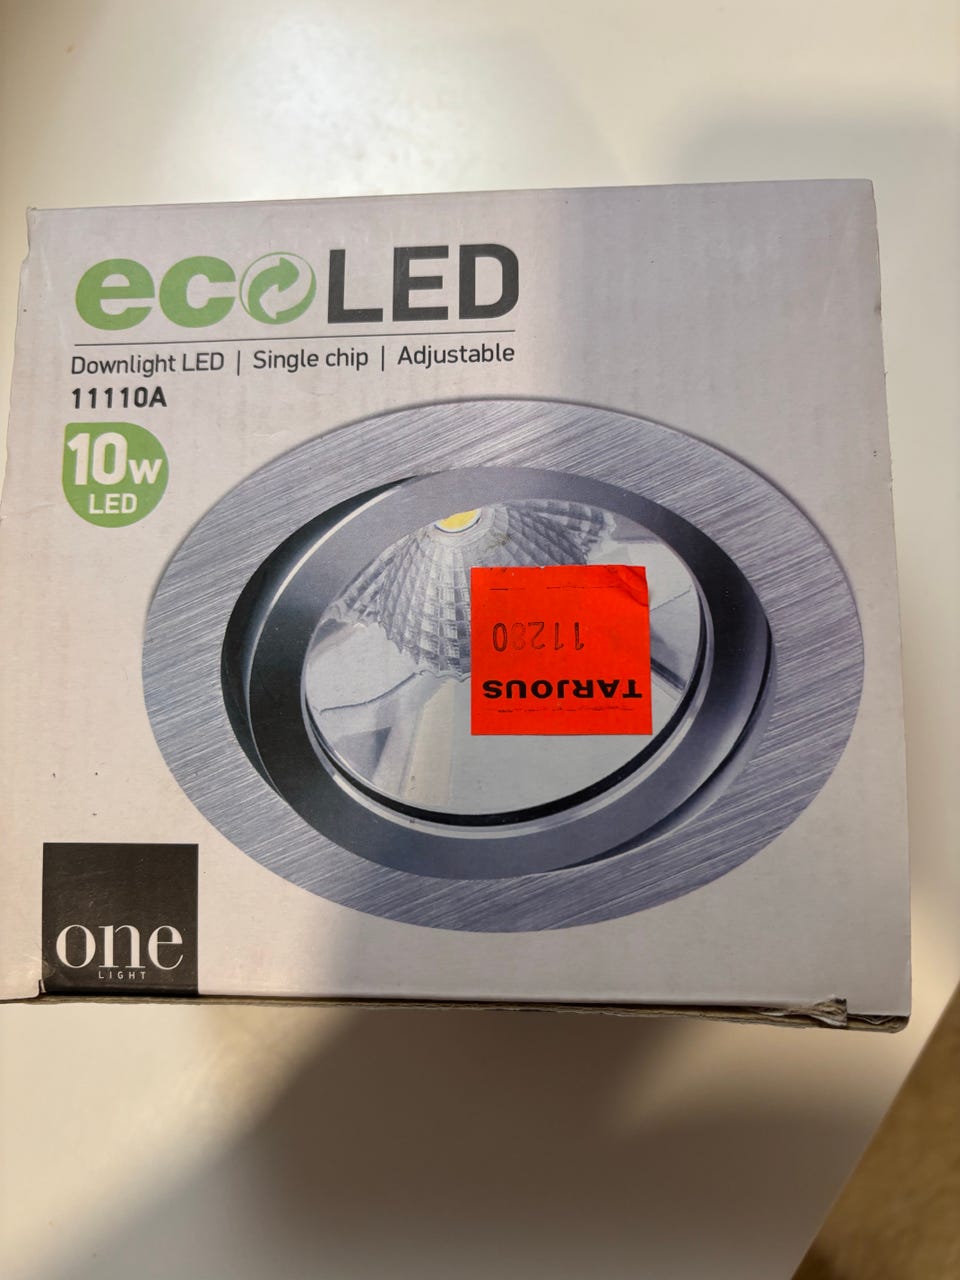 ecoLED
Downlight LED | Single chip | Adjustable
11110A
10w
LED
TARJOUS
11280
one
LIGHT